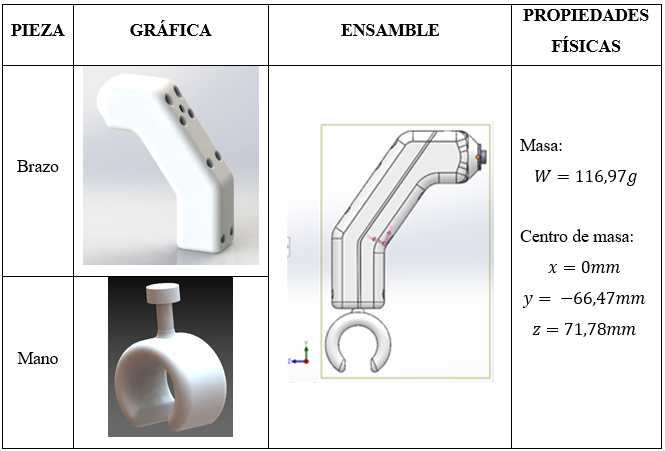 PIEZA GRÁFICA ENSAMBLE PROPIEDADES
FÍSICAS
Brazo
Masa:
W = 116,97g
Centro de masa:
x = 0mm
y = −66,47mm
z = 71,78mm
Mano
Y
Z